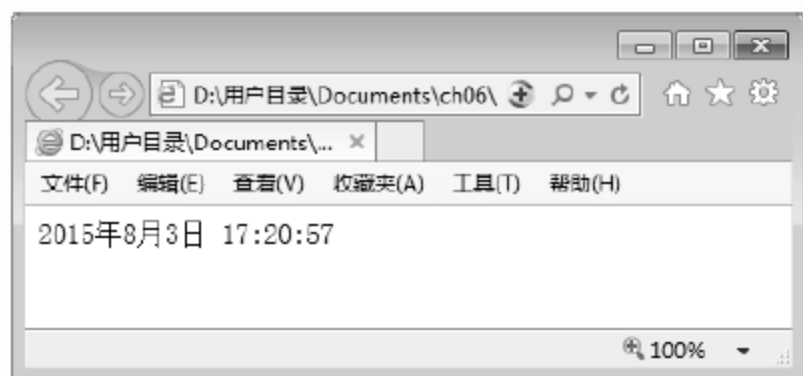 D:\用户目录\Documents\ch06\
D:\用户目录\Documents\...
文件(F) 编辑(E) 查看(V) 收藏夹(A) 工具(T) 帮助(H)
2015年8月3日 17:20:57
100%